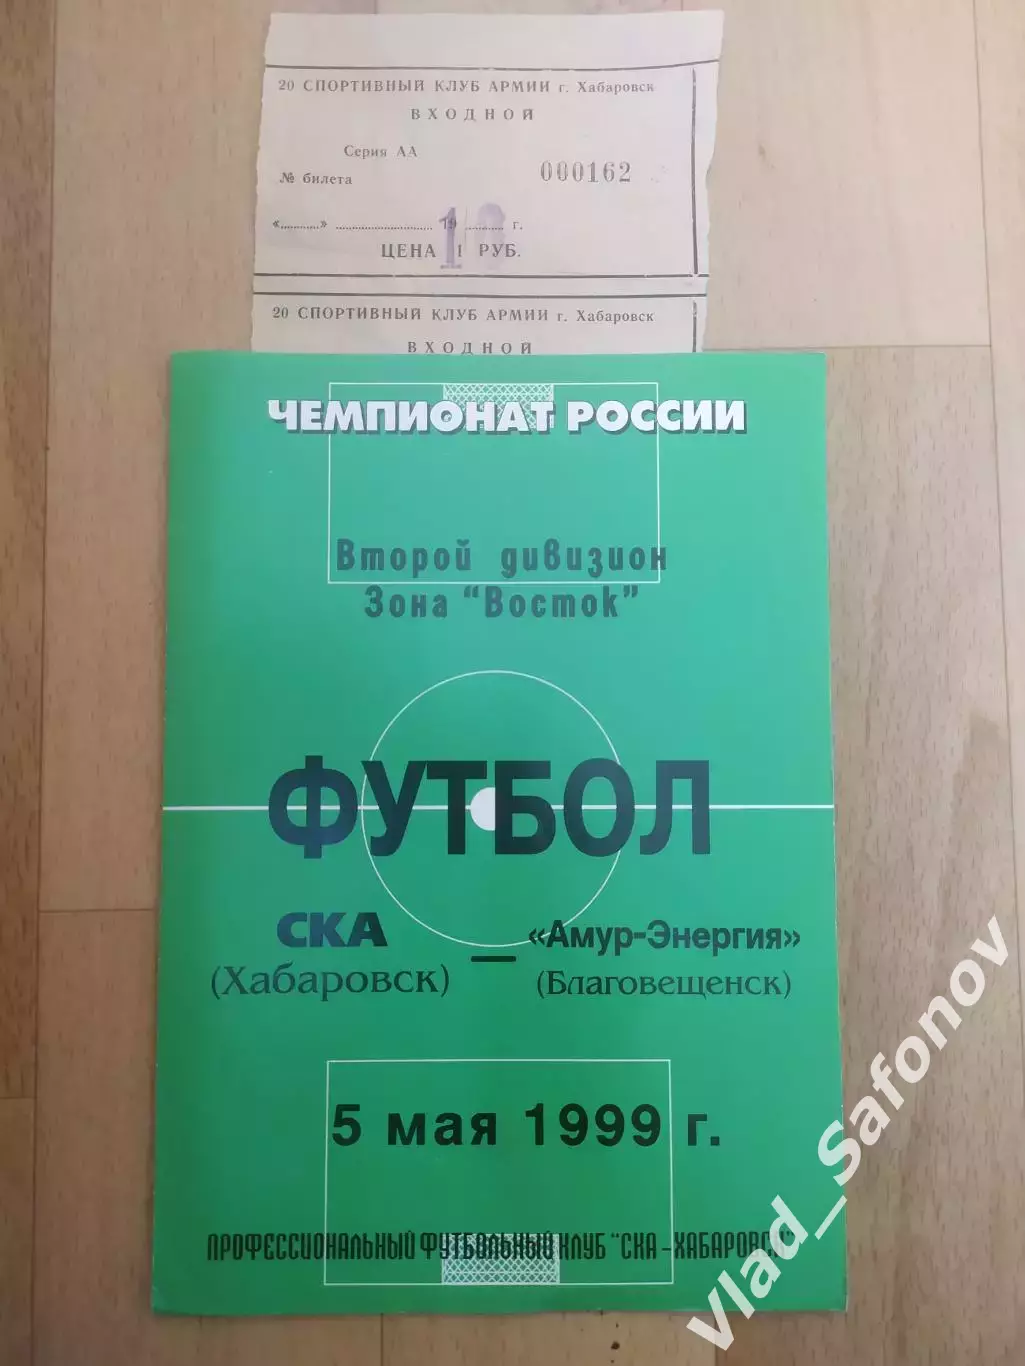 20 СПОРТИВНЫЙ КЛУБ АРМИИ г. Хабаровск
ВХОДНОЙ
Серия АА
№ билета 000162
«...........» ............................ 19 ........... г.
ЦЕНА 1 РУБ.
20 СПОРТИВНЫЙ КЛУБ АРМИИ г. Хабаровск
ВХОДНОЙ
ЧЕМПИОНАТ РОССИИ
Второй дивизион
Зона "Восток"
ФУТБОЛ
СКА — «Амур-Энергия»
(Хабаровск) (Благовещенск)
5 мая 1999 г.
ПРОФЕССИОНАЛЬНЫЙ ФУТБОЛЬНЫЙ КЛУБ "СКА-ХАБАРОВСК"
Vlad_Safonov